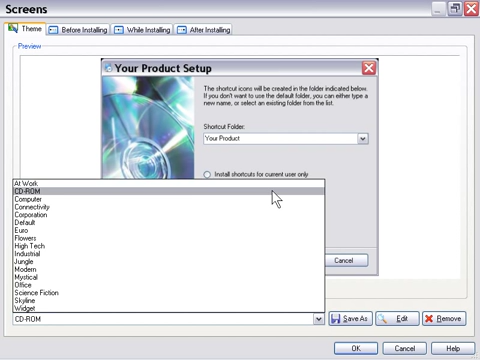 Screens
Theme
Before Installing
While Installing
After Installing
Preview
Your Product Setup
The shortcut icons will be created in the folder indicated below.
If you don't want to use the default folder, you can either type a
new name, or select an existing folder from the list.
Shortcut Folder:
Your Product
Install shortcuts for current user only
Cancel
At Work
CD-ROM
Computer
Connectivity
Corporation
Default
Euro
Flowers
High Tech
Industrial
Jungle
Modern
Mystical
Office
Science Fiction
Skyline
Widget
CD-ROM
Save As
Edit
Remove
OK
Cancel
Help